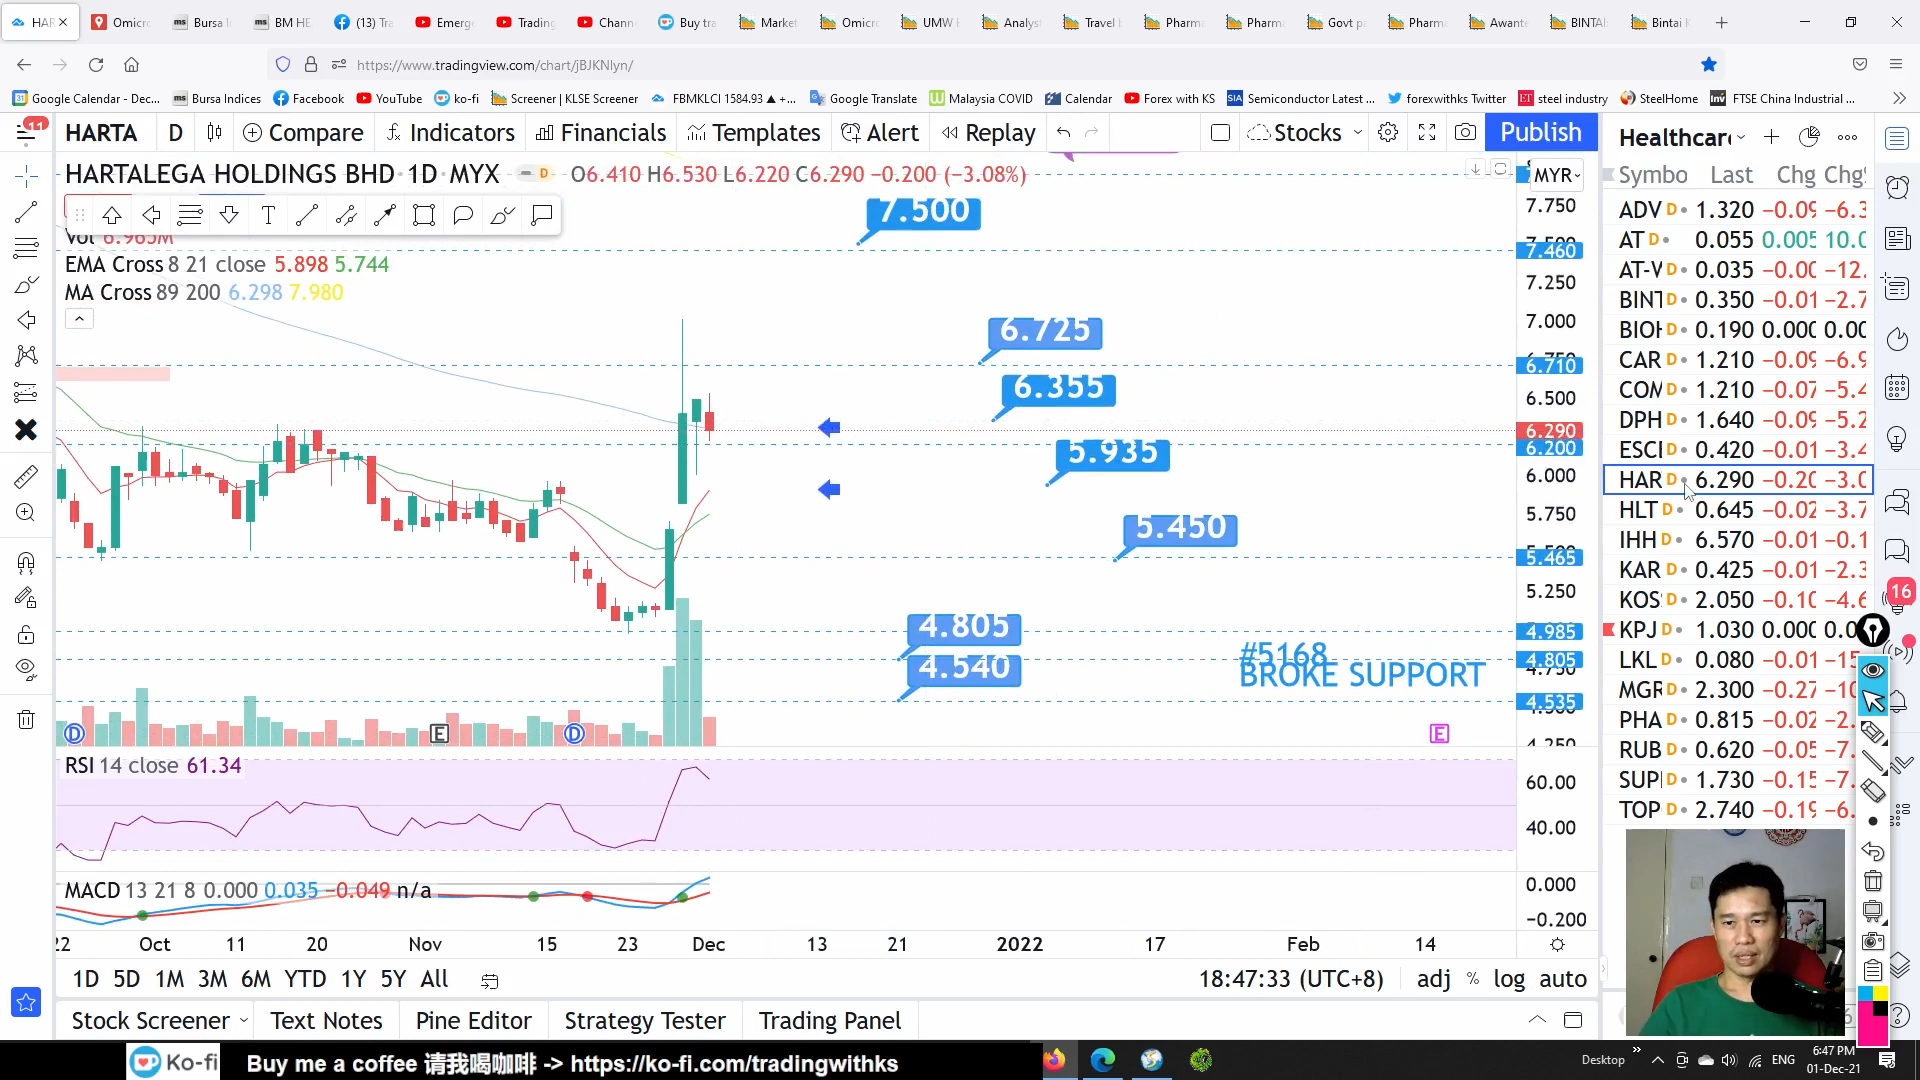 HAR
Omicro
Bursa I
BM HE
(13) Tra
Emerge
Trading
Chann
Buy tra
Market
Omicro
UMW
Analyst
Travel
Pharma
Pharma
Govt pa
Pharma
Awante
BINTAI
Bintai K
https://www.tradingview.com/chart/jBJKNlyn/
Google Calendar - Dec...
Bursa Indices
Facebook
YouTube
ko-fi
Screener | KLSE Screener
FBMKLCI 1584.93 ▲ +...
Google Translate
Malaysia COVID
Calendar
Forex with KS
Semiconductor Latest ...
forexwithks Twitter
steel industry
SteelHome
FTSE China Industrial ...
11
HARTA
D
Compare
Indicators
Financials
Templates
Alert
Replay
Stocks
Publish
HARTALEGA HOLDINGS BHD · 1D · MYX
D
O6.410 H6.530 L6.220 C6.290 −0.200 (−3.08%)
MYR
Vol 6.965M
EMA Cross 8 21 close 5.898 5.744
MA Cross 89 200 6.298 7.980
7.500
6.725
6.355
5.935
5.450
4.805
4.540
#5168
BROKE SUPPORT
7.750
7.460
7.250
7.000
6.710
6.500
6.290
6.200
6.000
5.750
5.465
5.250
4.985
4.805
4.535
D
E
D
E
RSI 14 close 61.34
60.00
40.00
MACD 13 21 8 0.000 0.035 −0.049 n/a
0.000
−0.200
22
Oct
11
20
Nov
15
23
Dec
13
21
2022
17
Feb
14
1D 5D 1M 3M 6M YTD 1Y 5Y All
18:47:33 (UTC+8)
adj % log auto
Stock Screener
Text Notes
Pine Editor
Strategy Tester
Trading Panel
Healthcar
Symbo Last Chg Chg
ADV D 1.320 −0.09 −6.3
AT D 0.055 0.005 10.0
AT-V D 0.035 −0.00 −12.
BINT D 0.350 −0.01 −2.7
BIOH D 0.190 0.000 0.00
CAR D 1.210 −0.09 −6.9
COM D 1.210 −0.07 −5.4
DPH D 1.640 −0.09 −5.2
ESCE D 0.420 −0.01 −3.4
HAR D 6.290 −0.20 −3.0
HLT D 0.645 −0.02 −3.7
IHH D 6.570 −0.01 −0.1
KAR D 0.425 −0.01 −2.3
KOS D 2.050 −0.10 −4.6
KPJ D 1.030 0.000 0.0
LKL D 0.080 −0.01 −15
MGR D 2.300 −0.27 −10
PHA D 0.815 −0.02 −2.
RUB D 0.620 −0.05 −7.
SUP D 1.730 −0.15 −7.
TOP D 2.740 −0.19 −6.
16
Ko-fi
Buy me a coffee 请我喝咖啡 -> https://ko-fi.com/tradingwithks
Desktop
ENG
6:47 PM
01-Dec-21